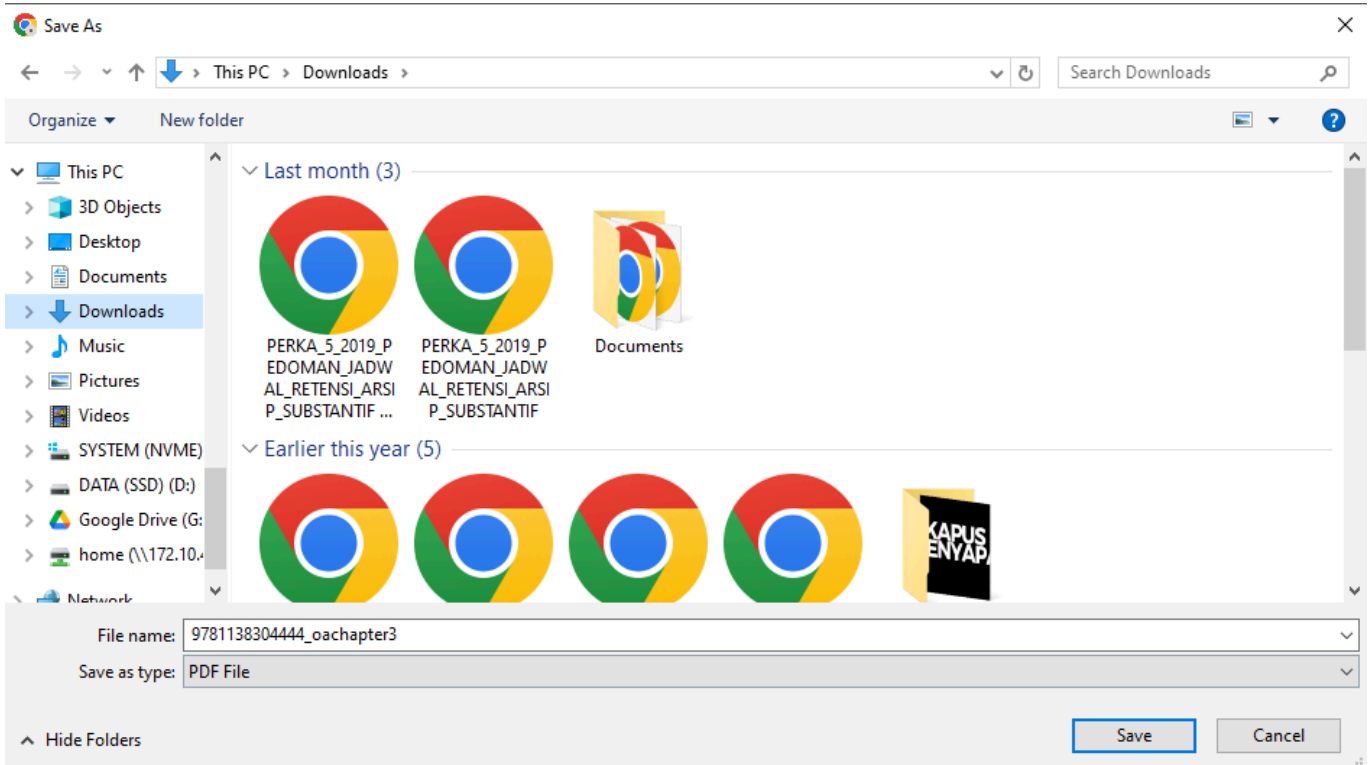 Save As
This PC > Downloads >
Search Downloads
Organize
New folder
This PC
3D Objects
Desktop
Documents
Downloads
Music
Pictures
Videos
SYSTEM (NVME)
DATA (SSD) (D:)
Google Drive (G:
home (\\172.10.4
Network
Last month (3)
PERKA_5_2019_P
EDOMAN_JADW
AL_RETENSI_ARSI
P_SUBSTANTIF ...
PERKA_5_2019_P
EDOMAN_JADW
AL_RETENSI_ARSI
P_SUBSTANTIF
Documents
Earlier this year (5)
KAPUS
ENYAP
File name: 9781138304444_oachapter3
Save as type: PDF File
Hide Folders
Save
Cancel